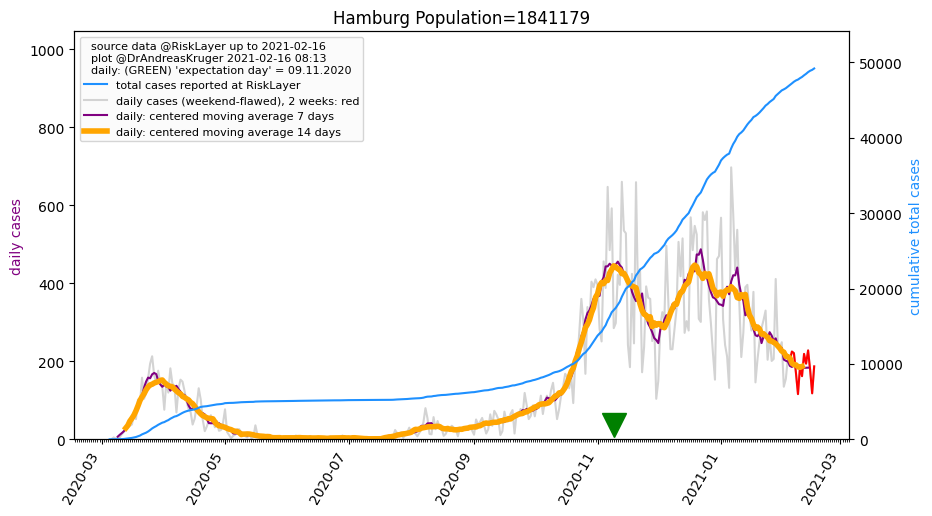 Hamburg Population=1841179
source data @RiskLayer up to 2021-02-16
plot @DrAndreasKruger 2021-02-16 08:13
daily: (GREEN) 'expectation day' = 09.11.2020
total cases reported at RiskLayer
daily cases (weekend-flawed), 2 weeks: red
daily: centered moving average 7 days
daily: centered moving average 14 days
daily cases
1000
800
600
400
200
0
50000
40000
30000
20000
10000
0
cumulative total cases
2020-03
2020-05
2020-07
2020-09
2020-11
2021-01
2021-03